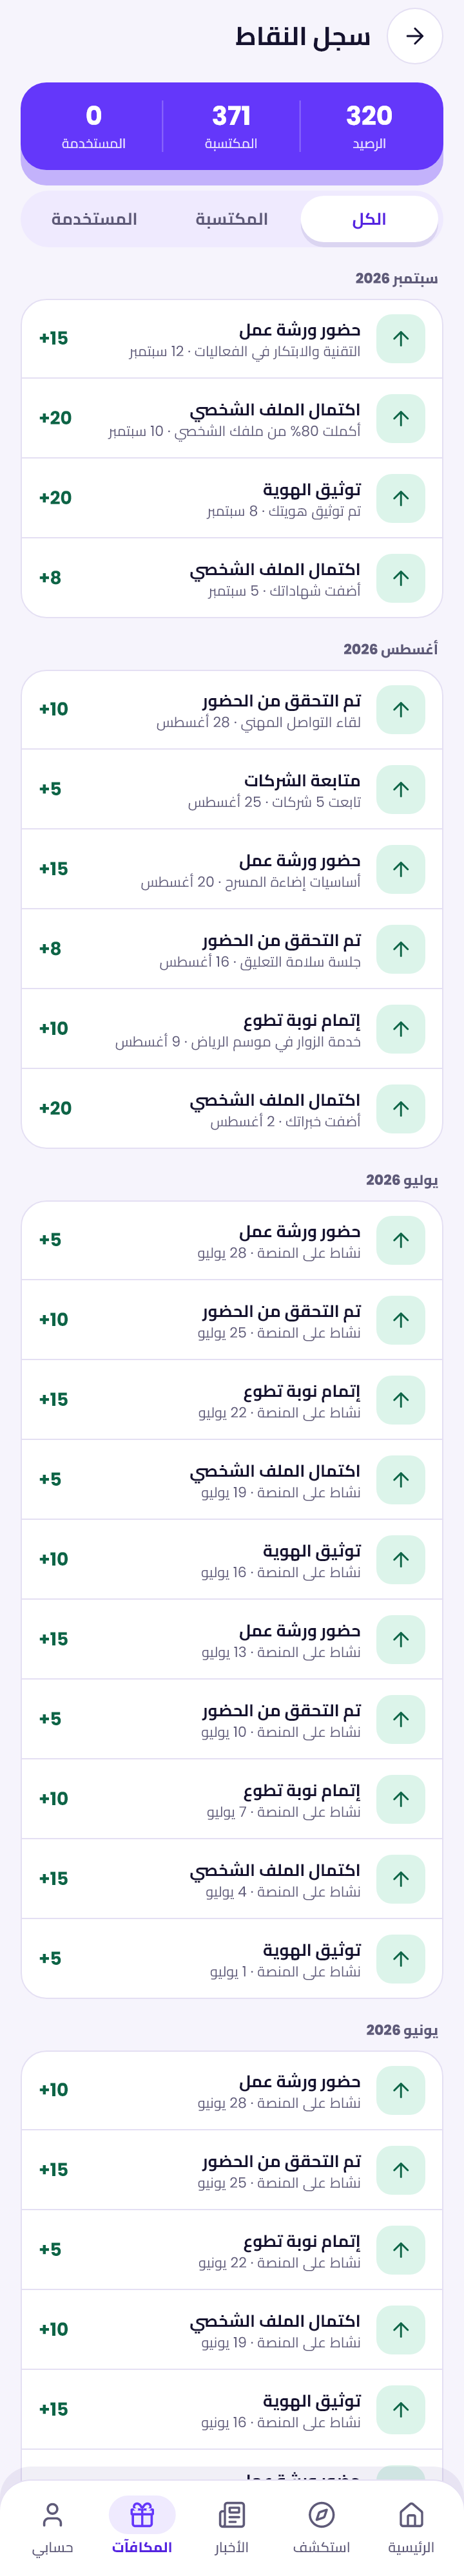 سجل النقاط
320 371 0
الرصيد المكتسبة المستخدمة
الكل المكتسبة المستخدمة
سبتمبر 2026
حضور ورشة عمل
التقنية والابتكار في الفعاليات · 12 سبتمبر
+15
اكتمال الملف الشخصي
أكملت 80% من ملفك الشخصي · 10 سبتمبر
+20
توثيق الهوية
تم توثيق هويتك · 8 سبتمبر
+20
اكتمال الملف الشخصي
أضفت شهاداتك · 5 سبتمبر
+8
أغسطس 2026
تم التحقق من الحضور
لقاء التواصل المهني · 28 أغسطس
+10
متابعة الشركات
تابعت 5 شركات · 25 أغسطس
+5
حضور ورشة عمل
أساسيات إضاءة المسرح · 20 أغسطس
+15
تم التحقق من الحضور
جلسة سلامة التعليق · 16 أغسطس
+8
إتمام نوبة تطوع
خدمة الزوار في موسم الرياض · 9 أغسطس
+10
اكتمال الملف الشخصي
أضفت خبراتك · 2 أغسطس
+20
يوليو 2026
حضور ورشة عمل
نشاط على المنصة · 28 يوليو
+5
تم التحقق من الحضور
نشاط على المنصة · 25 يوليو
+10
إتمام نوبة تطوع
نشاط على المنصة · 22 يوليو
+15
اكتمال الملف الشخصي
نشاط على المنصة · 19 يوليو
+5
توثيق الهوية
نشاط على المنصة · 16 يوليو
+10
حضور ورشة عمل
نشاط على المنصة · 13 يوليو
+15
تم التحقق من الحضور
نشاط على المنصة · 10 يوليو
+5
إتمام نوبة تطوع
نشاط على المنصة · 7 يوليو
+10
اكتمال الملف الشخصي
نشاط على المنصة · 4 يوليو
+15
توثيق الهوية
نشاط على المنصة · 1 يوليو
+5
يونيو 2026
حضور ورشة عمل
نشاط على المنصة · 28 يونيو
+10
تم التحقق من الحضور
نشاط على المنصة · 25 يونيو
+15
إتمام نوبة تطوع
نشاط على المنصة · 22 يونيو
+5
اكتمال الملف الشخصي
نشاط على المنصة · 19 يونيو
+10
توثيق الهوية
نشاط على المنصة · 16 يونيو
+15
الرئيسية استكشف الأخبار المكافآت حسابي